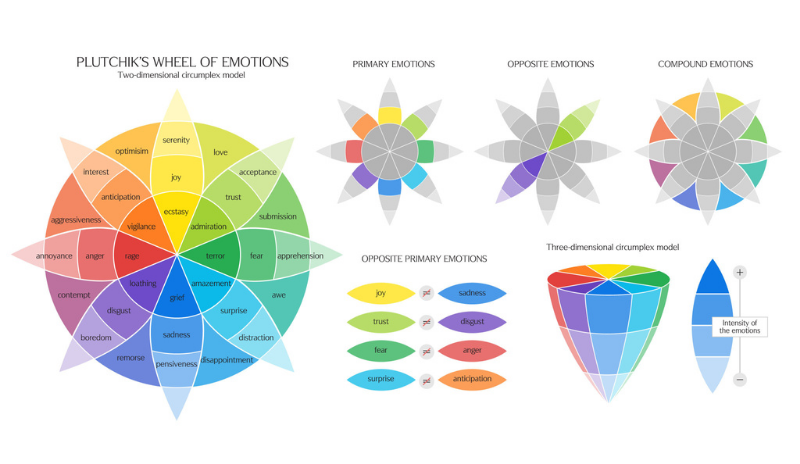 PLUTCHIK'S WHEEL OF EMOTIONS
Two-dimensional circumplex model
serenity
optimisim
love
interest
joy
acceptance
anticipation
trust
aggressiveness
ecstasy
submission
vigilance
admiration
annoyance
anger
rage
terror
fear
apprehension
loathing
amazement
contempt
grief
awe
disgust
surprise
boredom
sadness
distraction
remorse
pensiveness
disappointment
PRIMARY EMOTIONS
OPPOSITE EMOTIONS
COMPOUND EMOTIONS
OPPOSITE PRIMARY EMOTIONS
joy ≠ sadness
trust ≠ disgust
fear ≠ anger
surprise ≠ anticipation
Three-dimensional circumplex model
+
Intensity of
the emotions
−